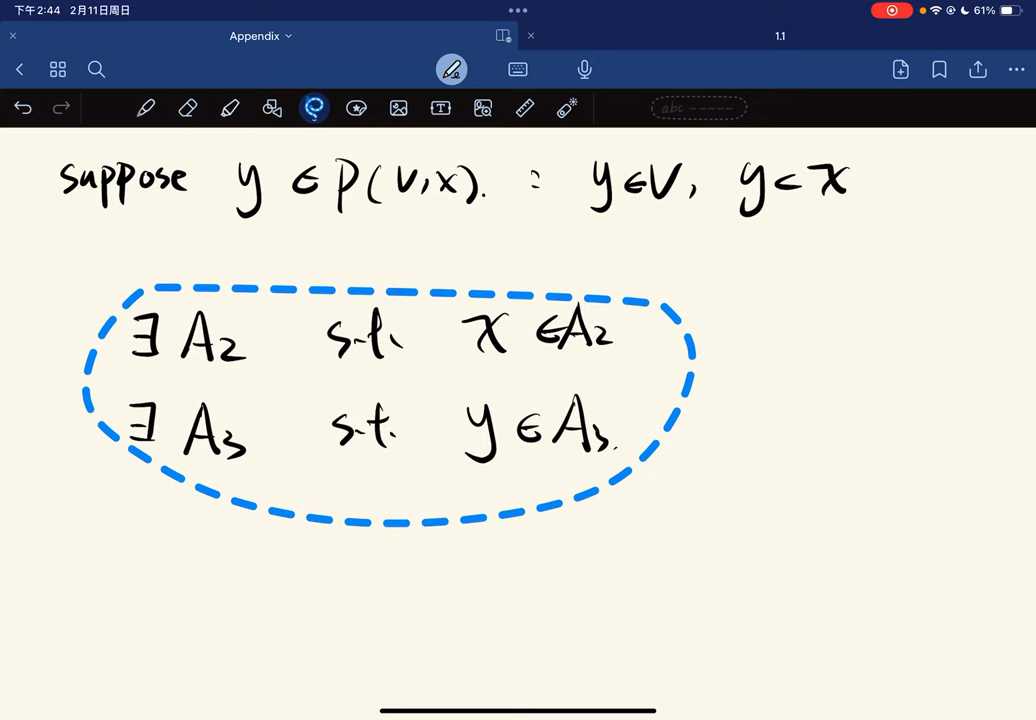 下午2:44 2月11日周日
61%
Appendix
1.1
abc
suppose y ∈ P(V,x). : y∈V, y<x
∃ A2 s.t. x ∈A2
∃ A3 s.t. y ∈ A3.